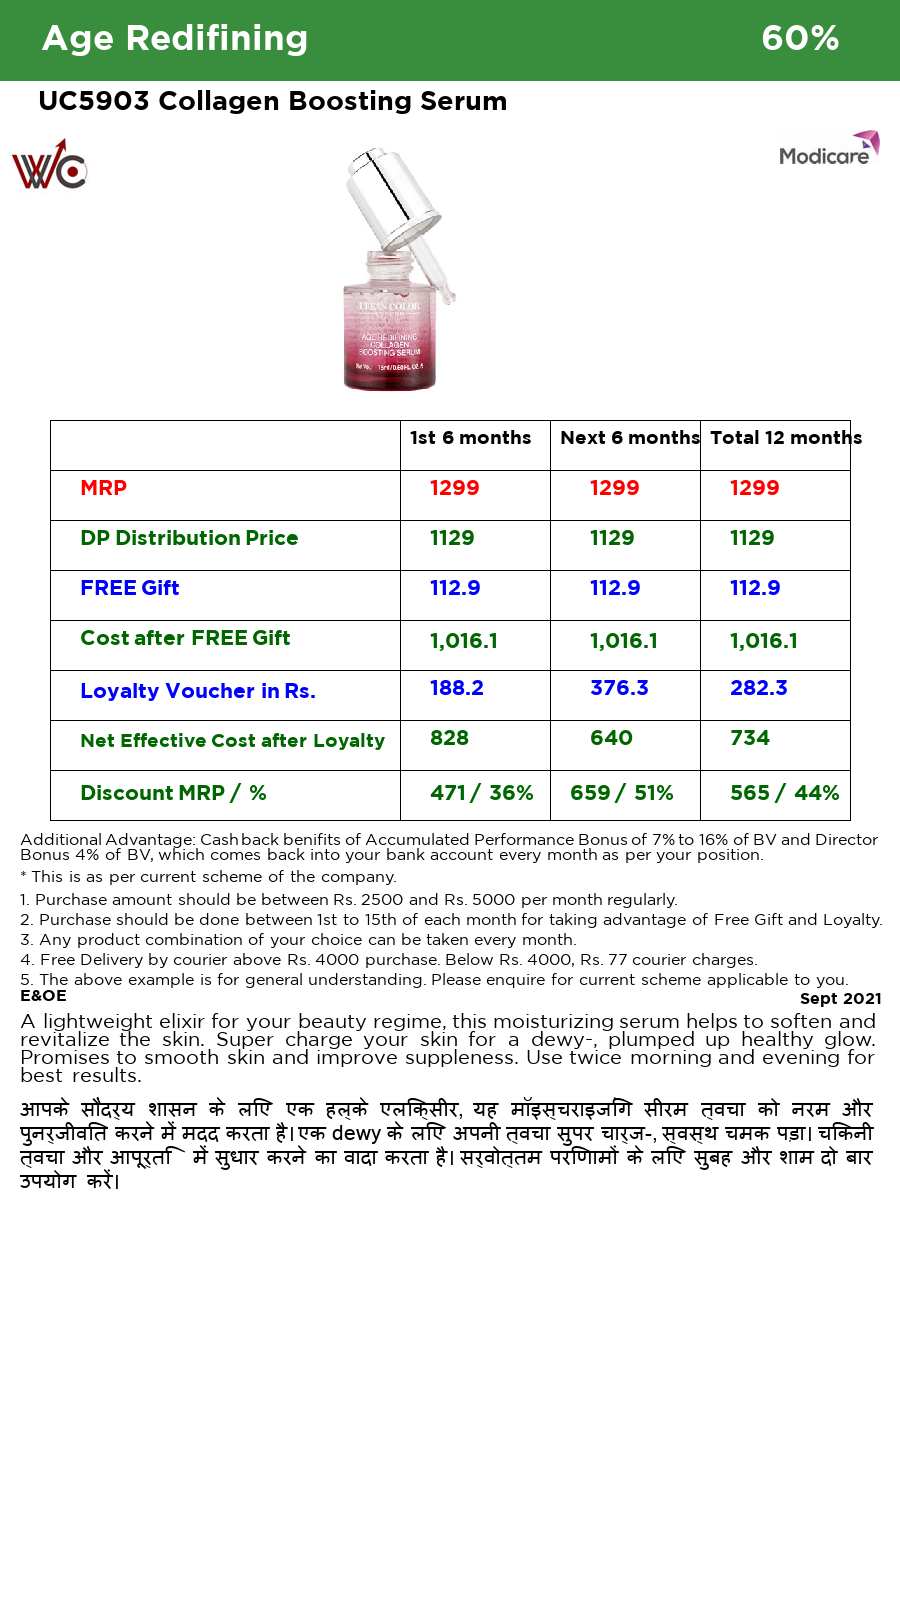 Age Redifining 60%
UC5903 Collagen Boosting Serum
WC
Modicare
URBAN COLOR
AGE REDIFINING
COLLAGEN
BOOSTING SERUM
1st 6 months Next 6 months Total 12 months
MRP 1299 1299 1299
DP Distribution Price 1129 1129 1129
FREE Gift 112.9 112.9 112.9
Cost after FREE Gift 1,016.1 1,016.1 1,016.1
Loyalty Voucher in Rs. 188.2 376.3 282.3
Net Effective Cost after Loyalty 828 640 734
Discount MRP / % 471 / 36% 659 / 51% 565 / 44%
Additional Advantage: Cashback benifits of Accumulated Performance Bonus of 7% to 16% of BV and Director
Bonus 4% of BV, which comes back into your bank account every month as per your position.
* This is as per current scheme of the company.
1. Purchase amount should be between Rs. 2500 and Rs. 5000 per month regularly.
2. Purchase should be done between 1st to 15th of each month for taking advantage of Free Gift and Loyalty.
3. Any product combination of your choice can be taken every month.
4. Free Delivery by courier above Rs. 4000 purchase. Below Rs. 4000, Rs. 77 courier charges.
5. The above example is for general understanding. Please enquire for current scheme applicable to you.
E&OE Sept 2021
A lightweight elixir for your beauty regime, this moisturizing serum helps to soften and
revitalize the skin. Super charge your skin for a dewy-, plumped up healthy glow.
Promises to smooth skin and improve suppleness. Use twice morning and evening for
best results.
आपके सौंदर्य शासन के लिए एक हल्के एलिक्सिर, यह मॉइस्चराइजिंग सीरम त्वचा को नरम और
पुनर्जीवित करने में मदद करता है। एक dewy के लिए अपनी त्वचा सुपर चार्ज-, स्वस्थ चमक पड़ा। चिकनी
त्वचा और आपूर्ति में सुधार करने का वादा करता है। सर्वोत्तम परिणामों के लिए सुबह और शाम दो बार
उपयोग करें।